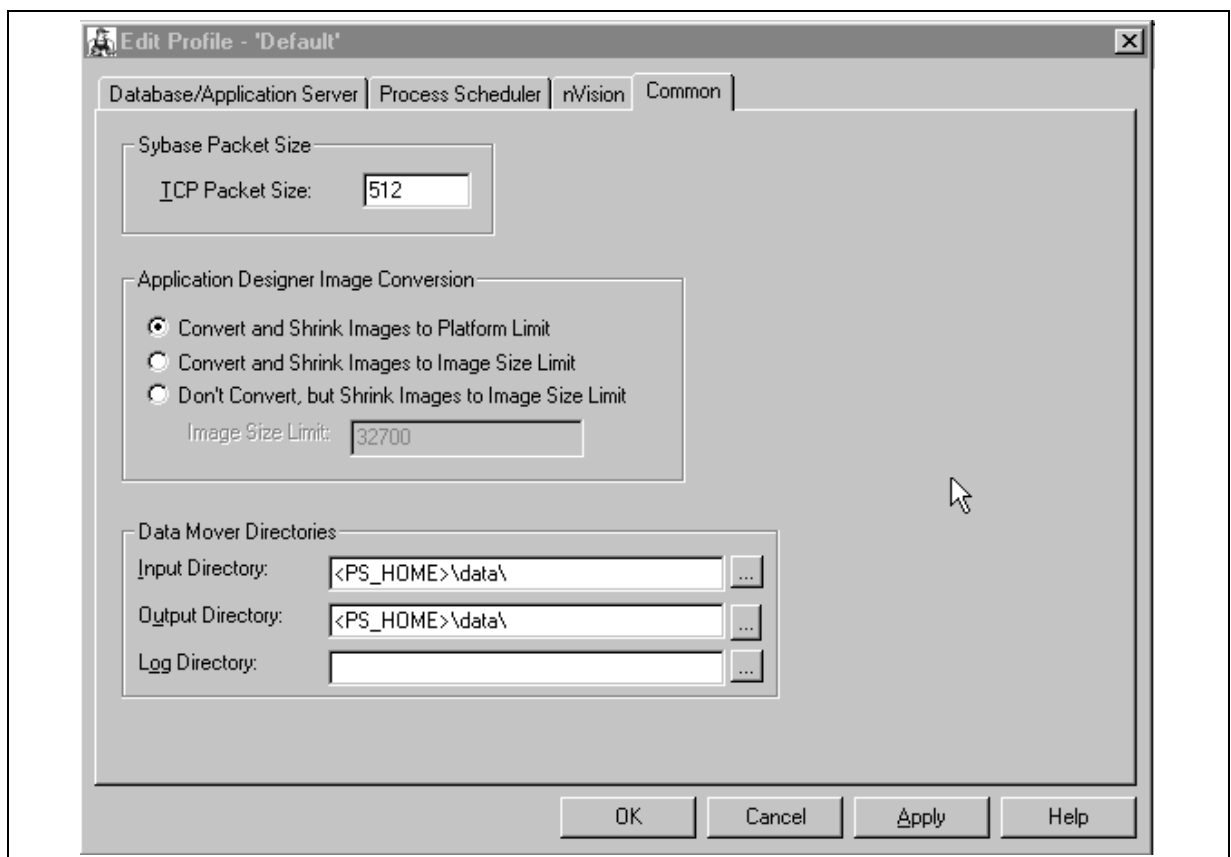 Edit Profile - 'Default'
Database/Application Server Process Scheduler nVision Common
Sybase Packet Size
TCP Packet Size: 512
Application Designer Image Conversion
Convert and Shrink Images to Platform Limit
Convert and Shrink Images to Image Size Limit
Don't Convert, but Shrink Images to Image Size Limit
Image Size Limit: 32700
Data Mover Directories
Input Directory: <PS_HOME>\data\ ...
Output Directory: <PS_HOME>\data\ ...
Log Directory: ...
OK Cancel Apply Help